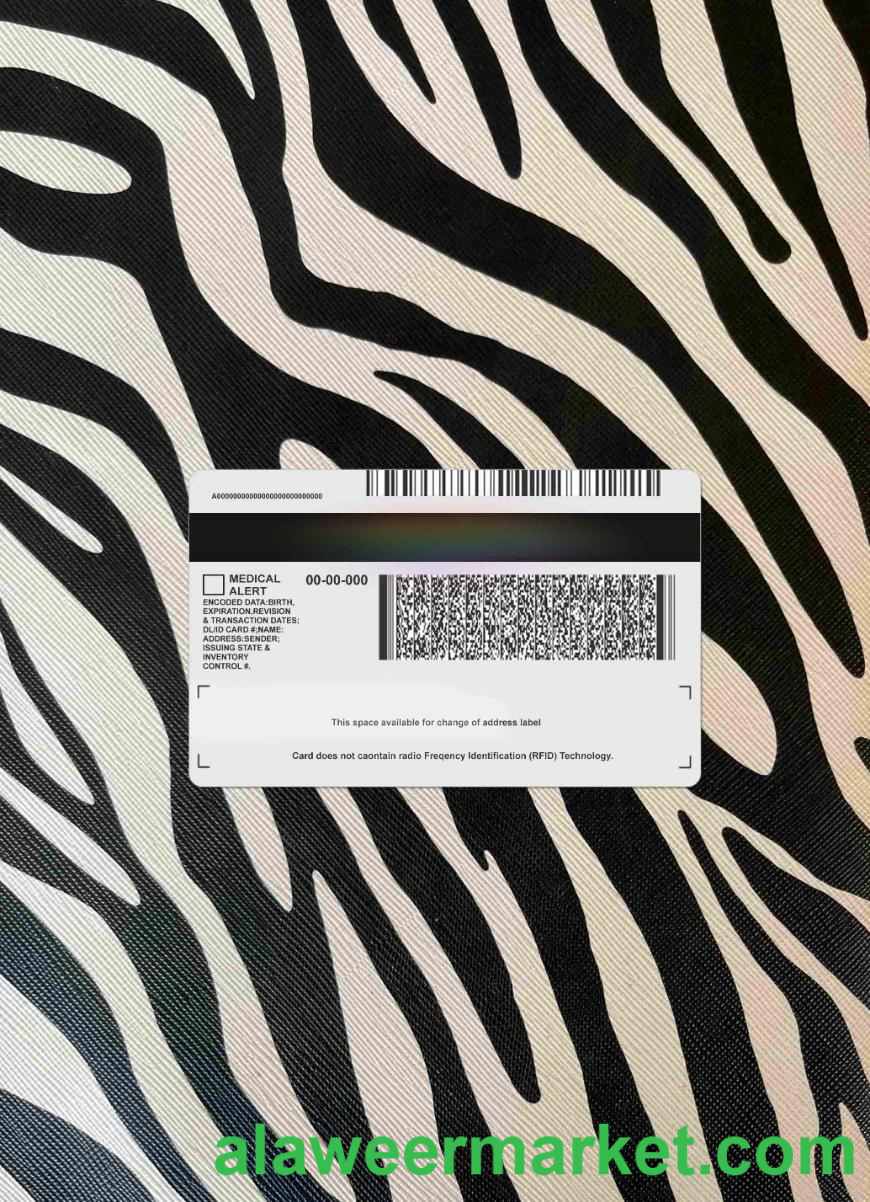 A0000000000000000000000000
MEDICAL
ALERT
00-00-000
ENCODED DATA:BIRTH,
EXPIRATION,REVISION
& TRANSACTION DATES;
DL/ID CARD #;NAME:
ADDRESS:SENDER;
ISSUING STATE &
INVENTORY
CONTROL #.
This space available for change of address label
Card does not caontain radio Freqency Identification (RFID) Technology.
alaweermarket.com